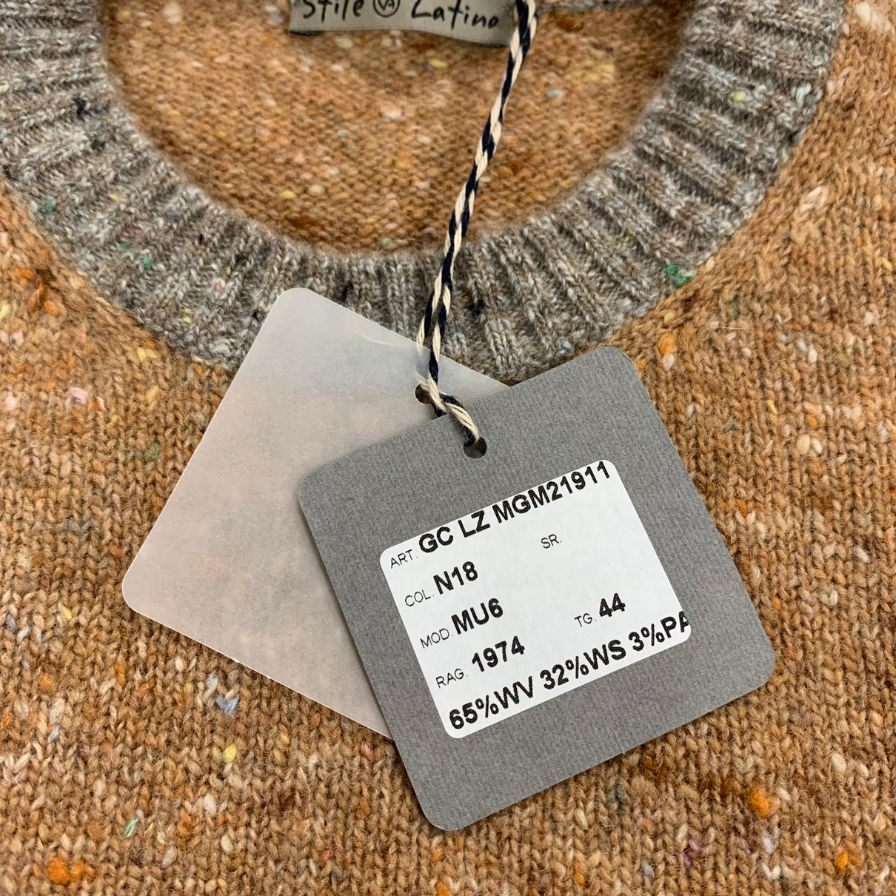 Stile VA Latino
ART. GC LZ MGM21911
COL. N18 SR.
MOD. MU6
RAG. 1974 TG. 44
65%WV 32%WS 3%PA